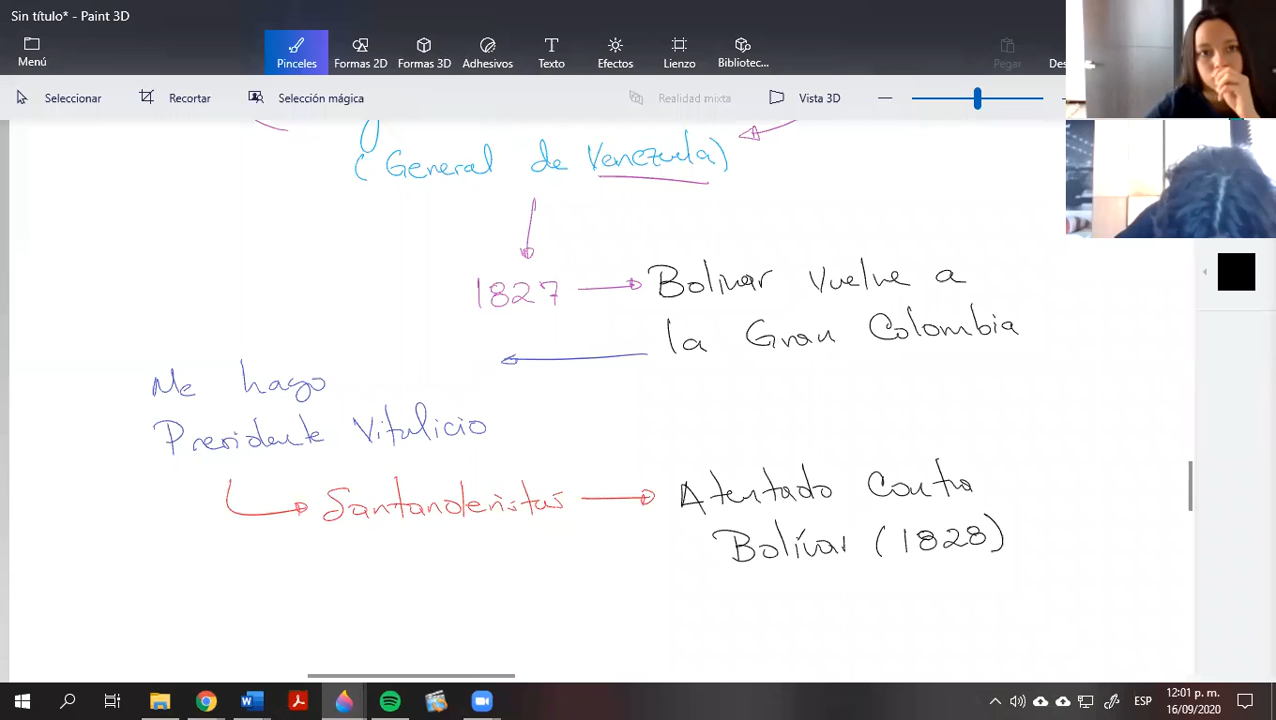 Sin título* - Paint 3D
Menú
Pinceles
Formas 2D
Formas 3D
Adhesivos
Texto
Efectos
Lienzo
Bibliotec...
Pegar
Des
Seleccionar
Recortar
Selección mágica
Realidad mixta
Vista 3D
(General de Venezuela)
1827
Bolivar Vuelve a
la Gran Colombia
Me hago
Presidente Vitalicio
Santanderistas
Atentado Contra
Bolívar (1828)
ESP
12:01 p. m.
16/09/2020